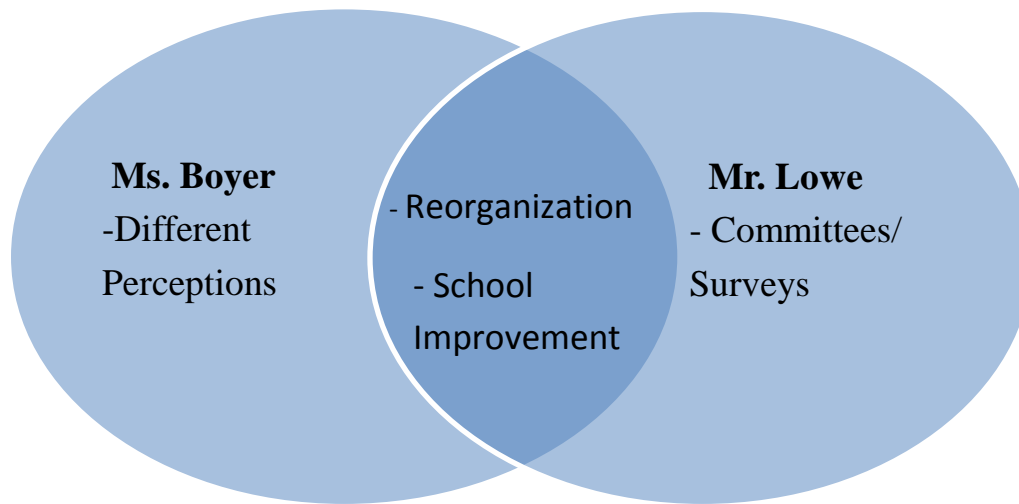 Ms. Boyer
-Different
Perceptions
- Reorganization
- School
Improvement
Mr. Lowe
- Committees/
Surveys